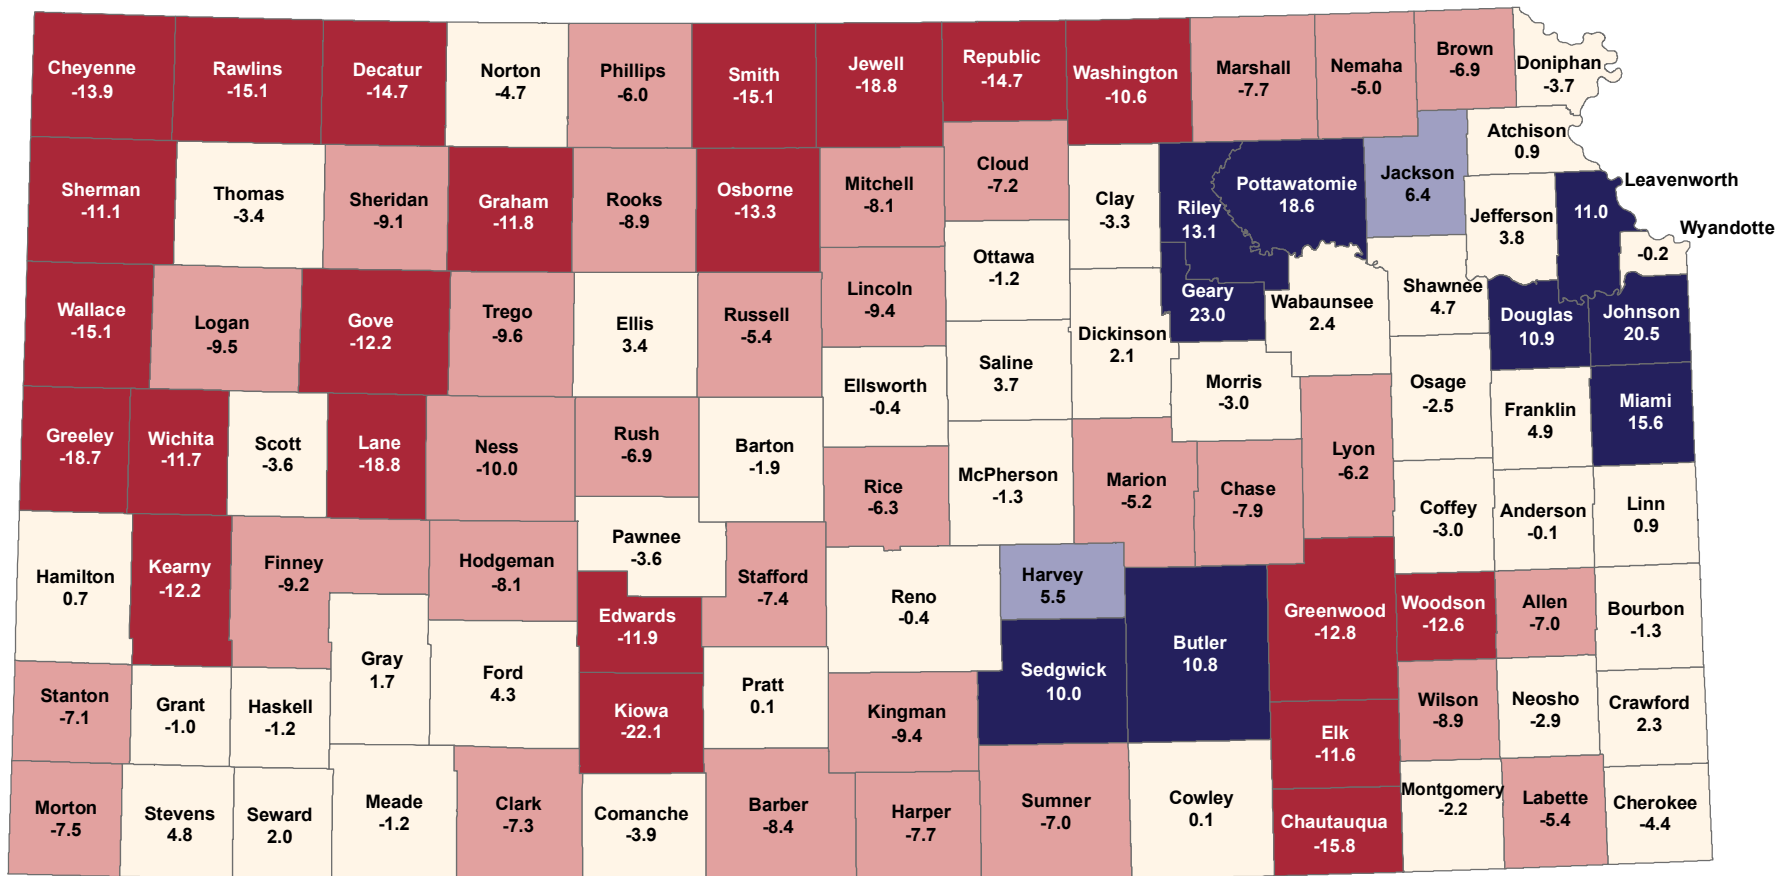 Cheyenne
-13.9
Rawlins
-15.1
Decatur
-14.7
Norton
-4.7
Phillips
-6.0
Smith
-15.1
Jewell
-18.8
Republic
-14.7
Washington
-10.6
Marshall
-7.7
Nemaha
-5.0
Brown
-6.9
Doniphan
-3.7
Atchison
0.9
Sherman
-11.1
Thomas
-3.4
Sheridan
-9.1
Graham
-11.8
Rooks
-8.9
Osborne
-13.3
Mitchell
-8.1
Cloud
-7.2
Clay
-3.3
Riley
13.1
Pottawatomie
18.6
Jackson
6.4
Jefferson
3.8
Leavenworth
11.0
Wyandotte
-0.2
Wallace
-15.1
Logan
-9.5
Gove
-12.2
Trego
-9.6
Ellis
3.4
Russell
-5.4
Lincoln
-9.4
Ottawa
-1.2
Dickinson
2.1
Geary
23.0
Wabaunsee
2.4
Shawnee
4.7
Douglas
10.9
Johnson
20.5
Ellsworth
-0.4
Saline
3.7
Morris
-3.0
Osage
-2.5
Franklin
4.9
Miami
15.6
Greeley
-18.7
Wichita
-11.7
Scott
-3.6
Lane
-18.8
Ness
-10.0
Rush
-6.9
Barton
-1.9
Rice
-6.3
McPherson
-1.3
Marion
-5.2
Chase
-7.9
Lyon
-6.2
Coffey
-3.0
Anderson
-0.1
Linn
0.9
Hamilton
0.7
Kearny
-12.2
Finney
-9.2
Hodgeman
-8.1
Pawnee
-3.6
Stafford
-7.4
Edwards
-11.9
Reno
-0.4
Harvey
5.5
Butler
10.8
Greenwood
-12.8
Woodson
-12.6
Allen
-7.0
Bourbon
-1.3
Gray
1.7
Ford
4.3
Sedgwick
10.0
Stanton
-7.1
Grant
-1.0
Haskell
-1.2
Kiowa
-22.1
Pratt
0.1
Kingman
-9.4
Elk
-11.6
Wilson
-8.9
Neosho
-2.9
Crawford
2.3
Morton
-7.5
Stevens
4.8
Seward
2.0
Meade
-1.2
Clark
-7.3
Comanche
-3.9
Barber
-8.4
Harper
-7.7
Sumner
-7.0
Cowley
0.1
Chautauqua
-15.8
Montgomery
-2.2
Labette
-5.4
Cherokee
-4.4